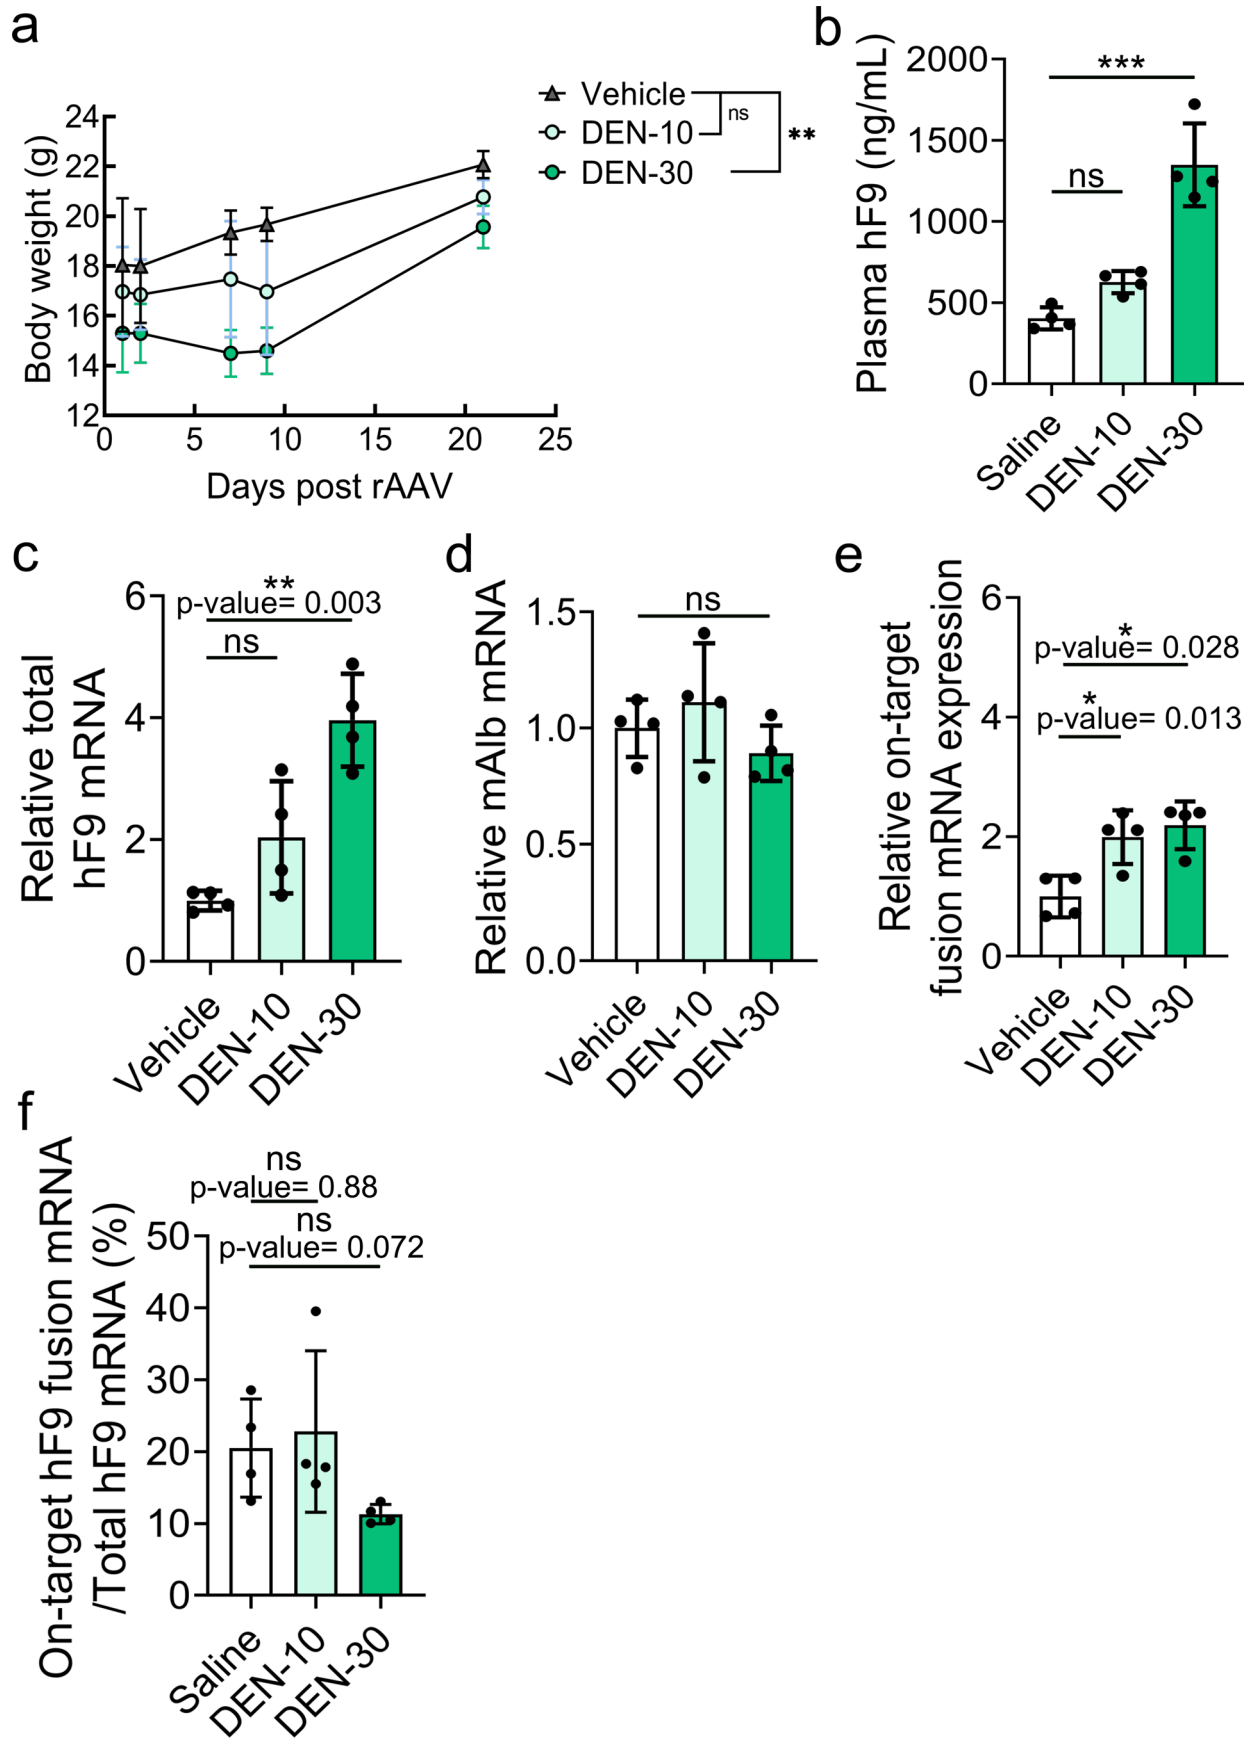 a
Body weight (g)
24
22
20
18
16
14
12
0 5 10 15 20 25
Days post rAAV
Vehicle
DEN-10
DEN-30
ns
**
b
Plasma hF9 (ng/mL)
2000
1500
1000
500
0
***
ns
Saline
DEN-10
DEN-30
c
Relative total
hF9 mRNA
6
4
2
0
**
p-value= 0.003
ns
Vehicle
DEN-10
DEN-30
d
Relative mAlb mRNA
1.5
1.0
0.5
0.0
ns
Vehicle
DEN-10
DEN-30
e
Relative on-target
fusion mRNA expression
6
4
2
0
*
p-value= 0.028
*
p-value= 0.013
Vehicle
DEN-10
DEN-30
f
On-target hF9 fusion mRNA
/Total hF9 mRNA (%)
50
40
30
20
10
0
ns
p-value= 0.88
ns
p-value= 0.072
Saline
DEN-10
DEN-30